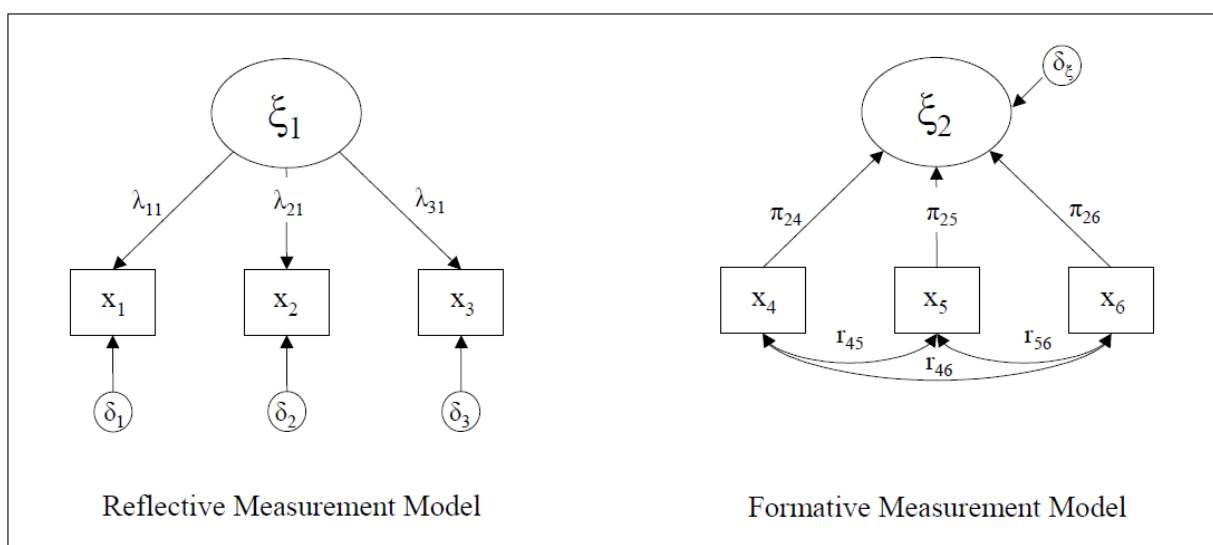 δξ
ξ1
ξ2
λ11
λ21
λ31
π24
π25
π26
x1
x2
x3
x4
x5
x6
r45
r56
r46
δ1
δ2
δ3
Reflective Measurement Model
Formative Measurement Model